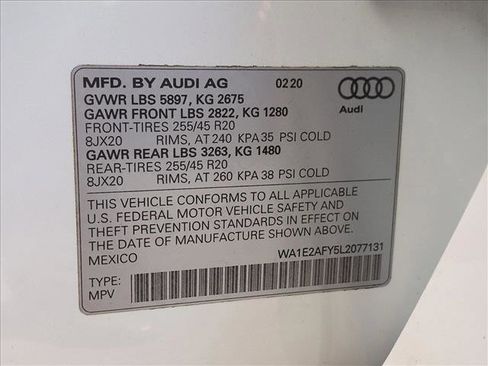 MFD. BY AUDI AG 02 20
GVWR LBS 5897, KG 2675
GAWR FRONT LBS 2822, KG 1280
FRONT-TIRES 255/45 R20
8JX20 RIMS, AT 240 KPA 35 PSI COLD
GAWR REAR LBS 3263, KG 1480
REAR-TIRES 255/45 R20
8JX20 RIMS, AT 260 KPA 38 PSI COLD
Audi
THIS VEHICLE CONFORMS TO ALL APPLICABLE
U.S. FEDERAL MOTOR VEHICLE SAFETY AND
THEFT PREVENTION STANDARDS IN EFFECT ON
THE DATE OF MANUFACTURE SHOWN ABOVE.
MEXICO WA1E2AFY5L2077131
TYPE:
MPV